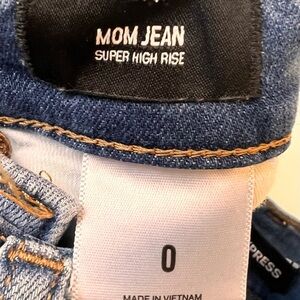 MOM JEAN
SUPER HIGH RISE
0
MADE IN VIETNAM
PRESS